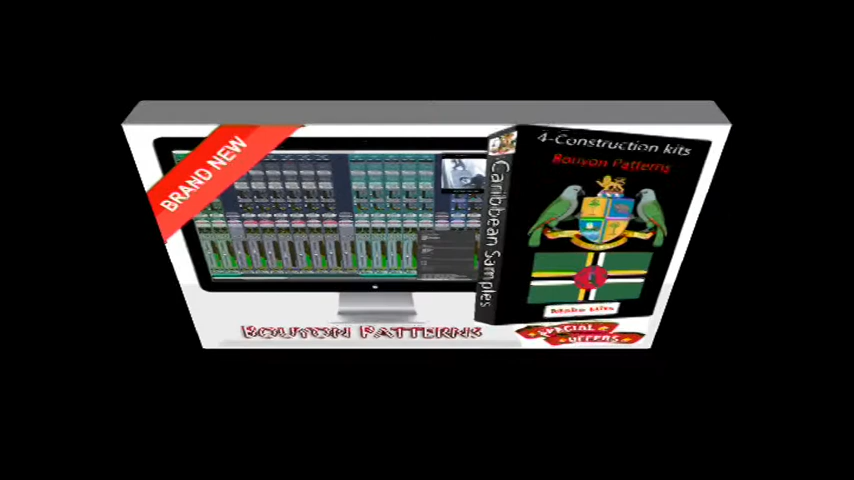 BRAND NEW
4-Construction kits
Bouyon Patterns
Caribbean Samples
Make Hits
BOUYON PATTERNS
SPECIAL
OFFERS